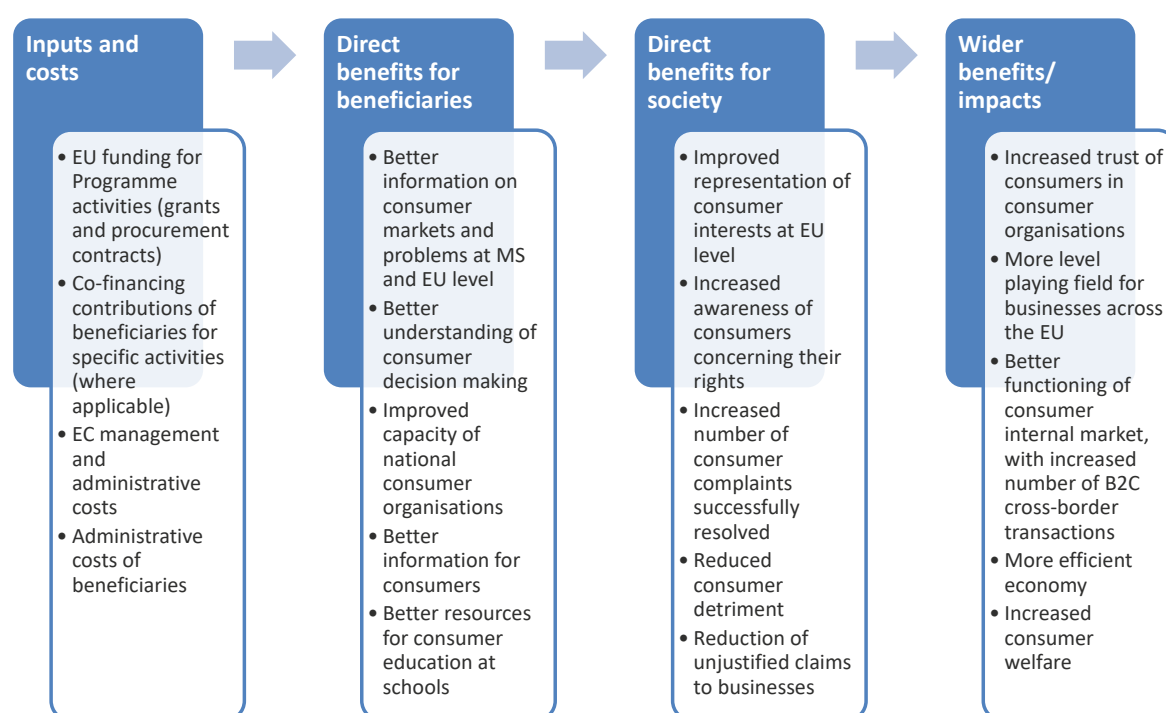 Inputs and
costs
• EU funding for
Programme
activities (grants
and procurement
contracts)
• Co-financing
contributions of
beneficiaries for
specific activities
(where
applicable)
• EC management
and
administrative
costs
• Administrative
costs of
beneficiaries
Direct
benefits for
beneficiaries
• Better
information on
consumer
markets and
problems at MS
and EU level
• Better
understanding of
consumer
decision making
• Improved
capacity of
national
consumer
organisations
• Better
information for
consumers
• Better resources
for consumer
education at
schools
Direct
benefits for
society
• Improved
representation of
consumer
interests at EU
level
• Increased
awareness of
consumers
concerning their
rights
• Increased
number of
consumer
complaints
successfully
resolved
• Reduced
consumer
detriment
• Reduction of
unjustified claims
to businesses
Wider
benefits/
impacts
• Increased trust of
consumers in
consumer
organisations
• More level
playing field for
businesses across
the EU
• Better
functioning of
consumer
internal market,
with increased
number of B2C
cross-border
transactions
• More efficient
economy
• Increased
consumer
welfare